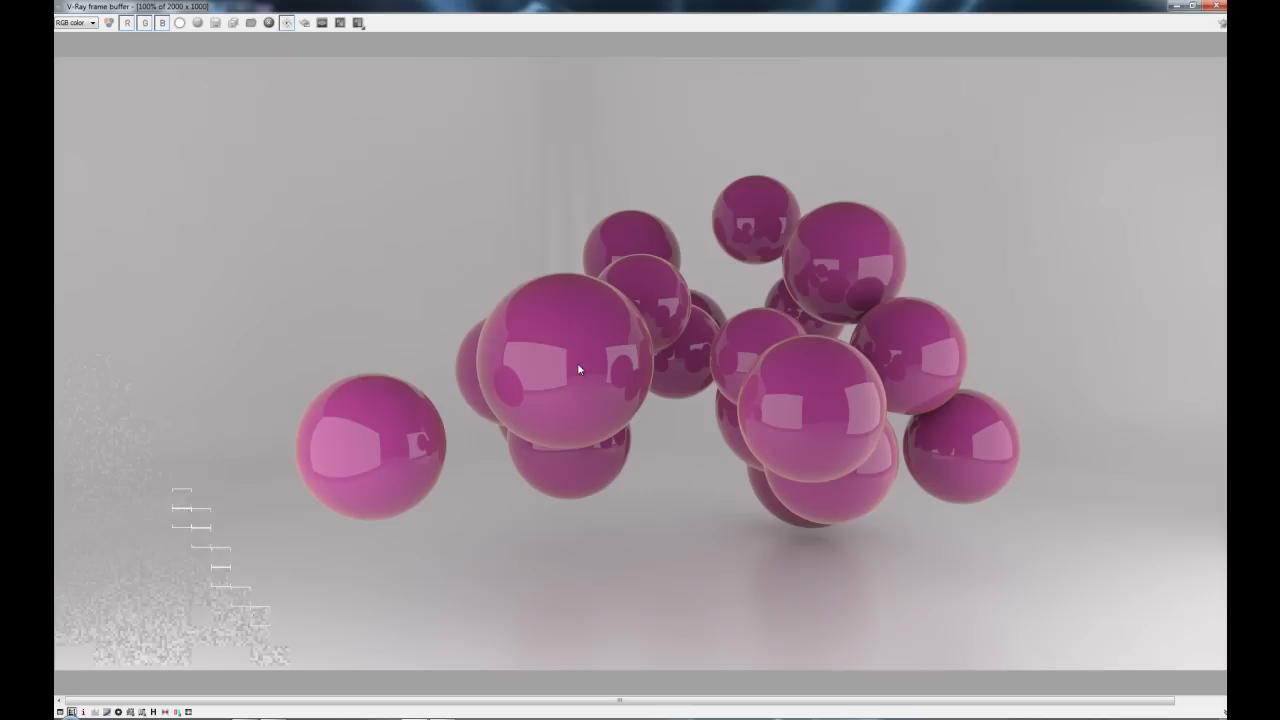 V-Ray frame buffer - [100% of 2000 x 1000]
RGB color
R G B
i
H